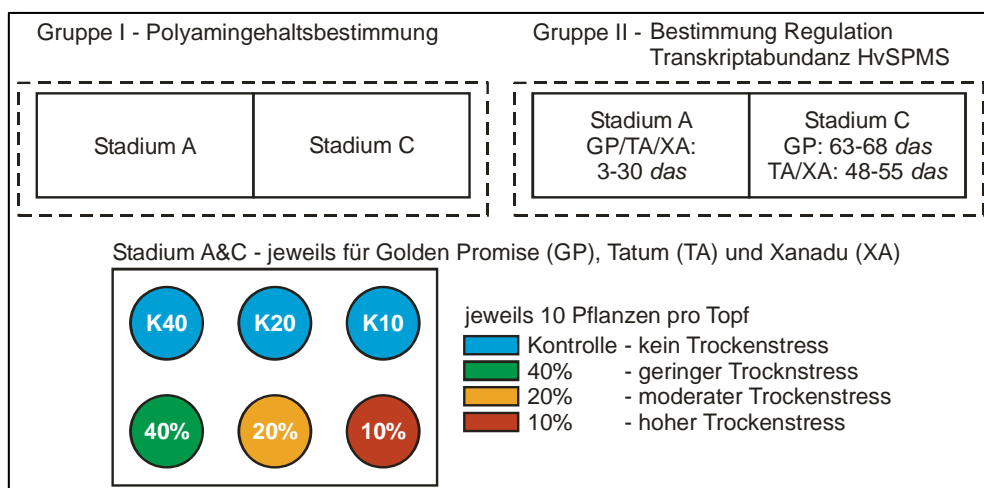 Gruppe I - Polyamingehaltsbestimmung
Gruppe II - Bestimmung Regulation
Transkriptabundanz HvSPMS
Stadium A
Stadium C
Stadium A
GP/TA/XA:
3-30 das
Stadium C
GP: 63-68 das
TA/XA: 48-55 das
Stadium A&C - jeweils für Golden Promise (GP), Tatum (TA) und Xanadu (XA)
K40
K20
K10
40%
20%
10%
jeweils 10 Pflanzen pro Topf
Kontrolle - kein Trockenstress
40% - geringer Trocknstress
20% - moderater Trockenstress
10% - hoher Trockenstress